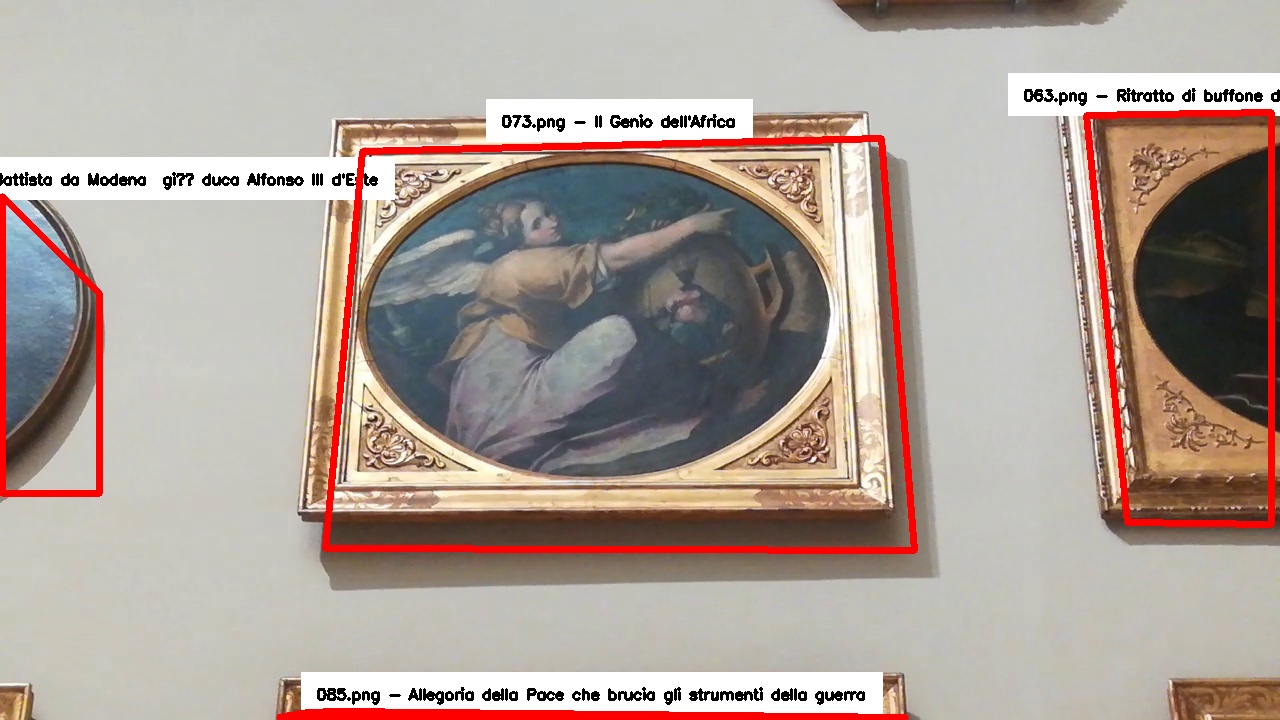 063.png - Ritratto di buffone d
073.png - Il Genio dell'Africa
da Modena gi?? duca Alfonso III d'Este
085.png - Allegoria della Pace che brucia gli strumenti della guerra